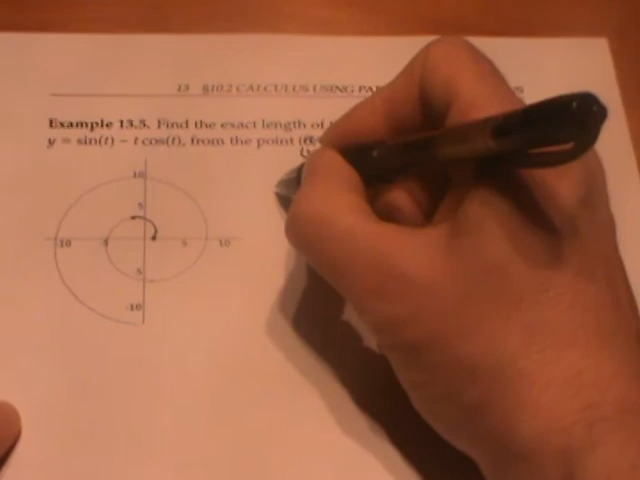 13 §10.2 CALCULUS USING
Example 13.5. Find the exact length of
y = sin(t) − t cos(t), from the point
10
5
-10 -5 5 10
5
-10